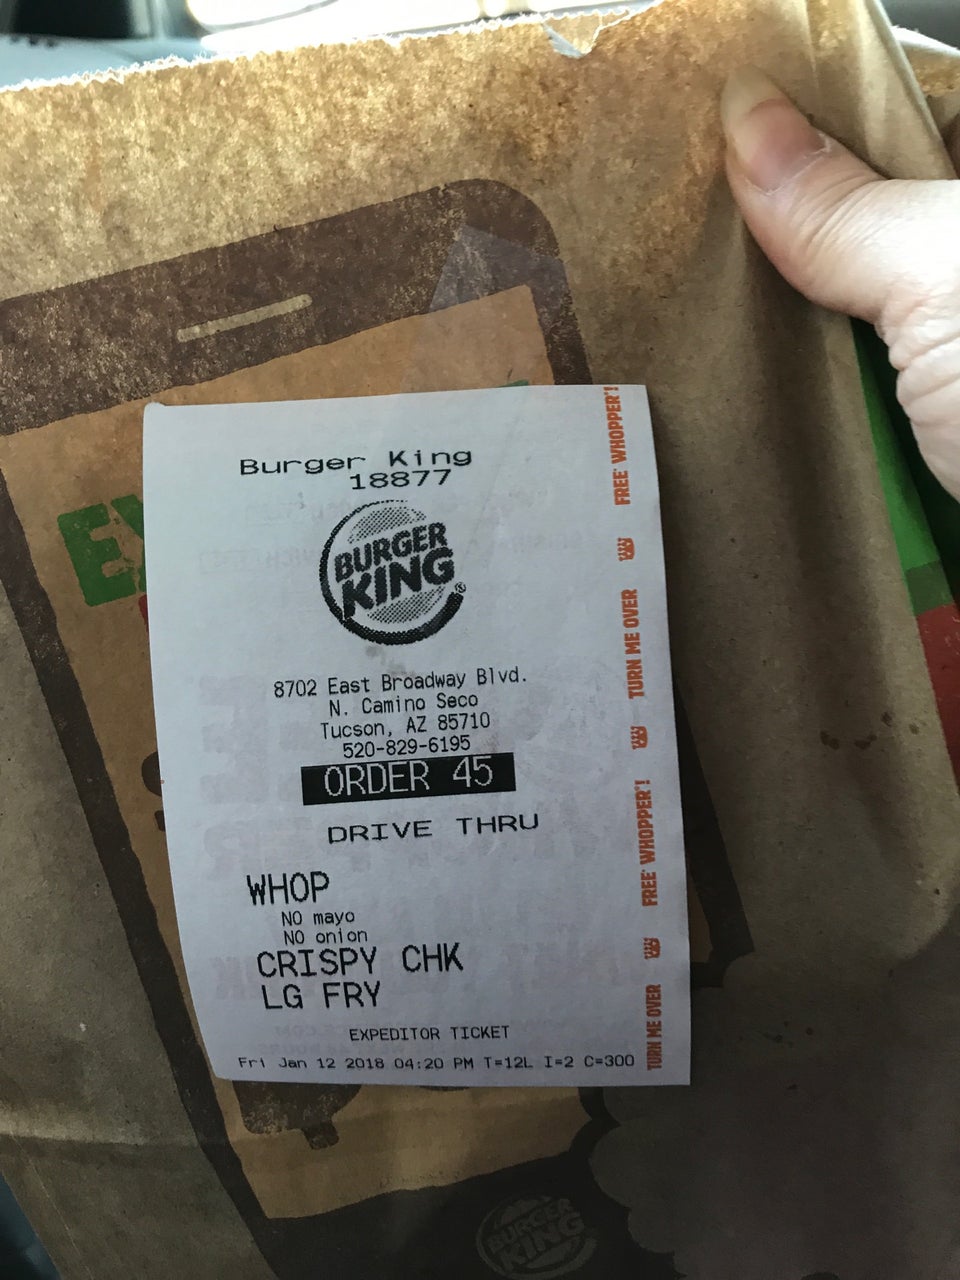 Burger King
18877
BURGER
KING®
8702 East Broadway Blvd.
N. Camino Seco
Tucson, AZ 85710
520-829-6195
ORDER 45
DRIVE THRU
WHOP
NO mayo
NO onion
CRISPY CHK
LG FRY
EXPEDITOR TICKET
Fri Jan 12 2018 04:20 PM T=12L I=2 C=300
FREE* WHOPPER®!
TURN ME OVER
FREE* WHOPPER®!
TURN ME OVER
BURGER
KING